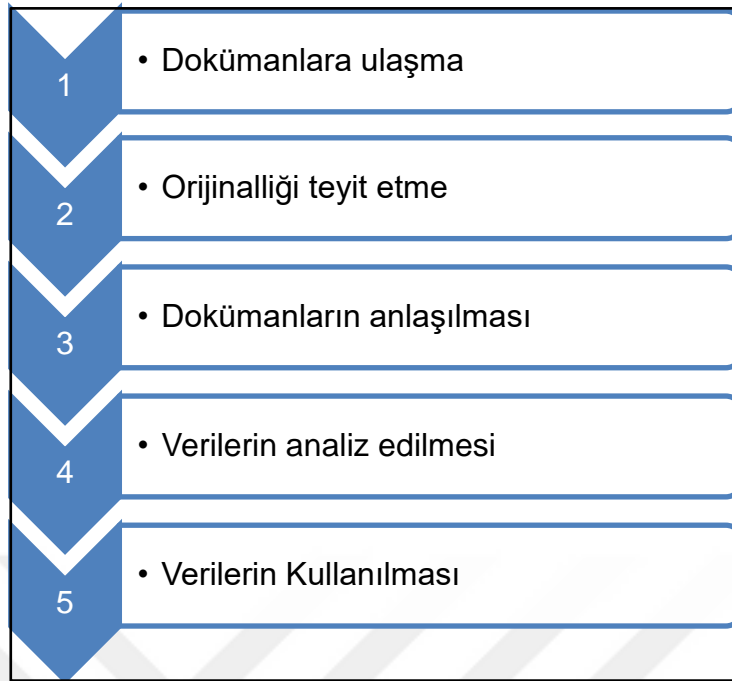 1
• Dokümanlara ulaşma
2
• Orijinalliği teyit etme
3
• Dokümanların anlaşılması
4
• Verilerin analiz edilmesi
5
• Verilerin Kullanılması